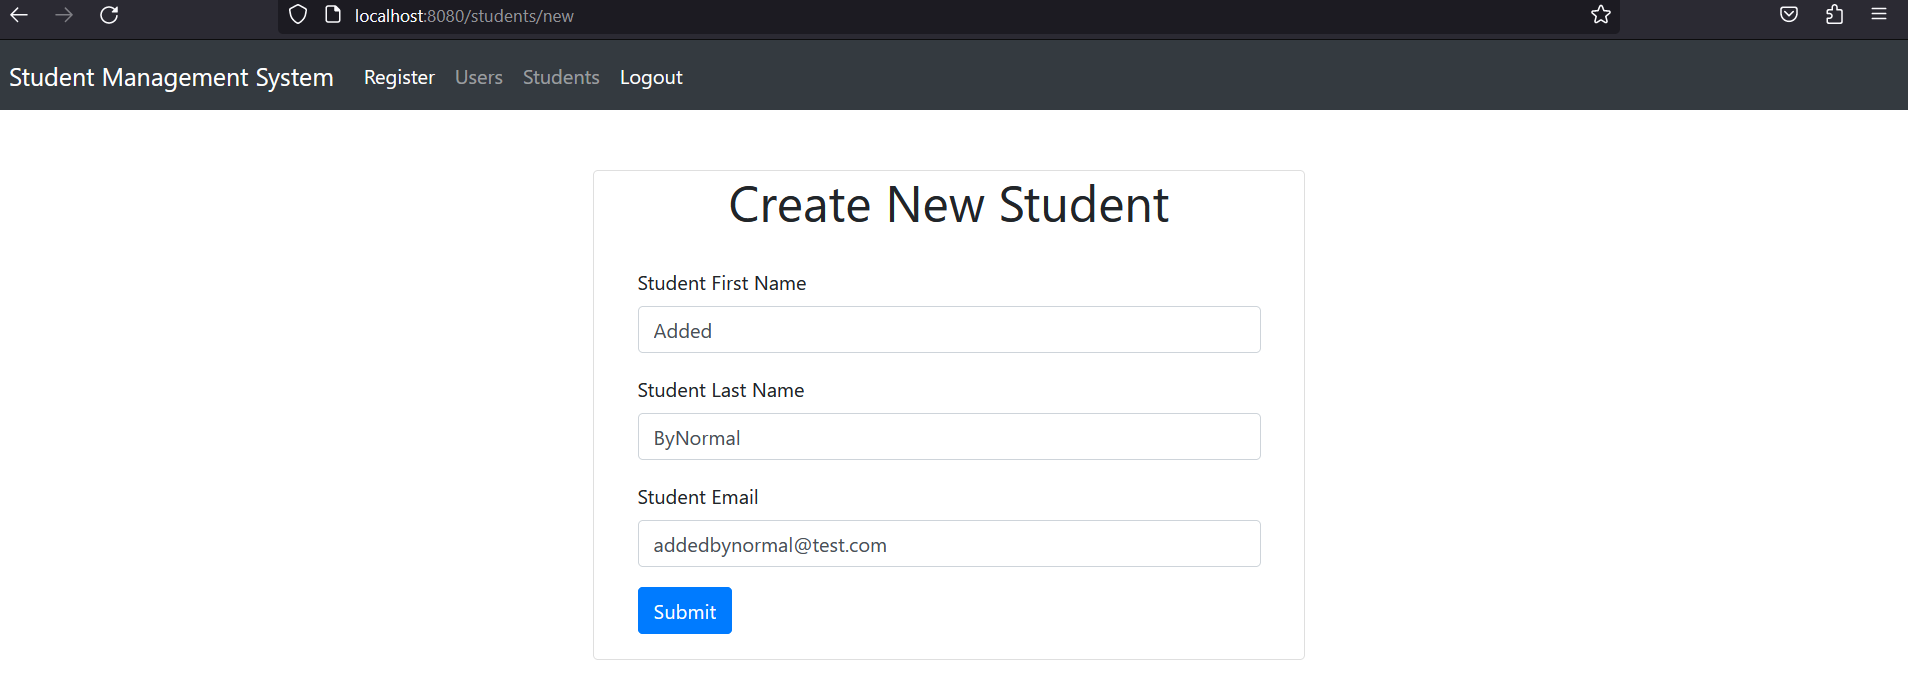 localhost:8080/students/new
Student Management System Register Users Students Logout
Create New Student
Student First Name
Added
Student Last Name
ByNormal
Student Email
addedbynormal@test.com
Submit